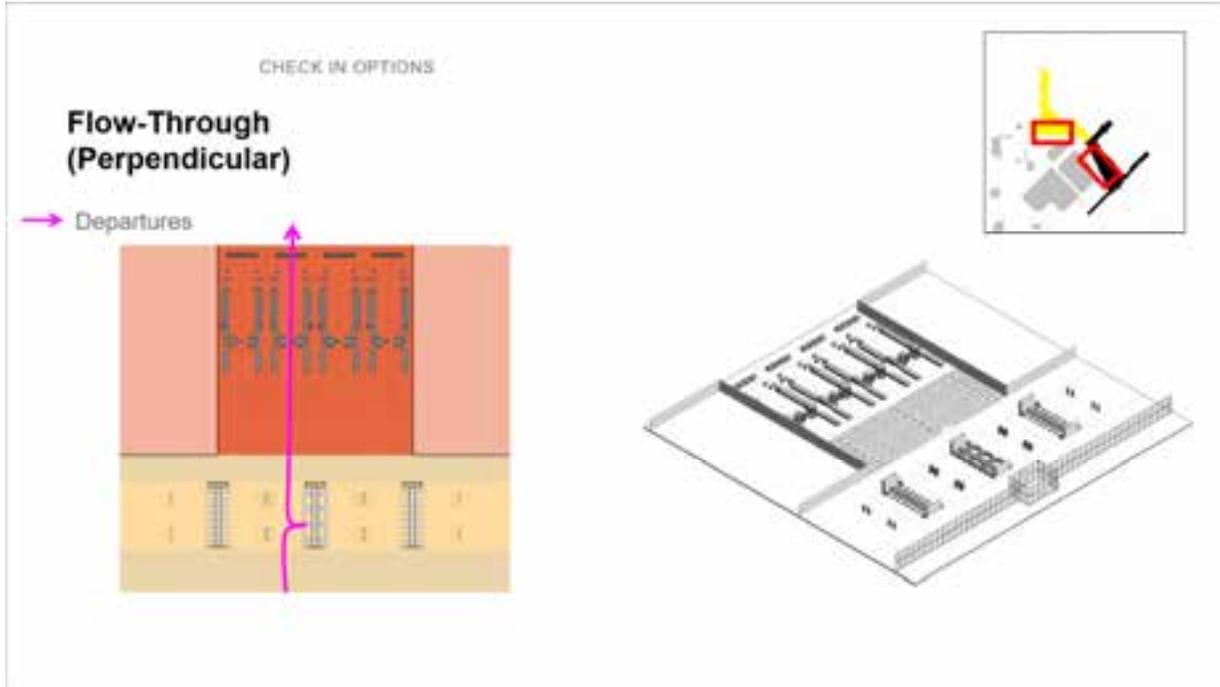 CHECK IN OPTIONS
Flow-Through
(Perpendicular)
Departures